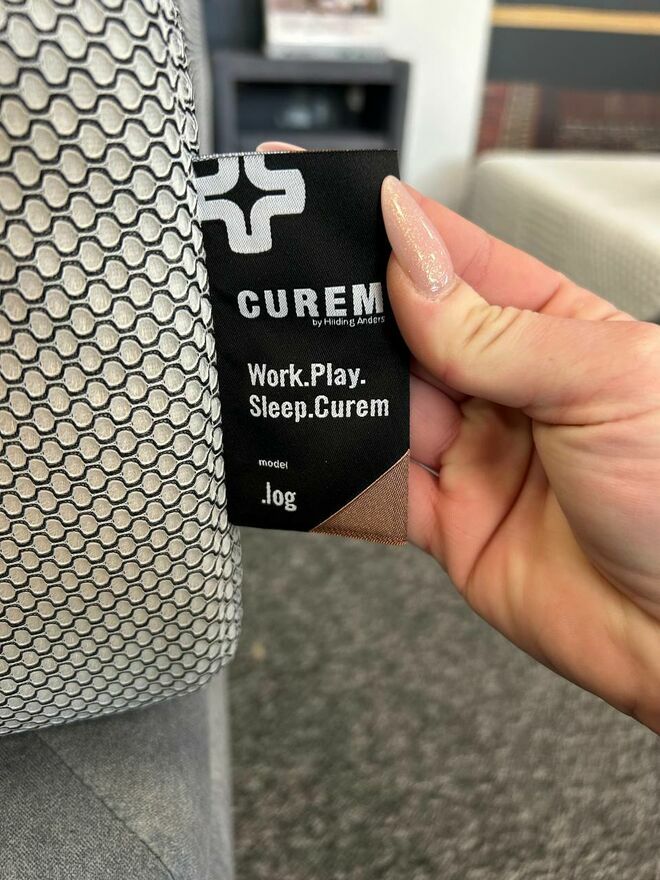 CUREM
by Hilding Anders
Work.Play.
Sleep.Curem
model
.log